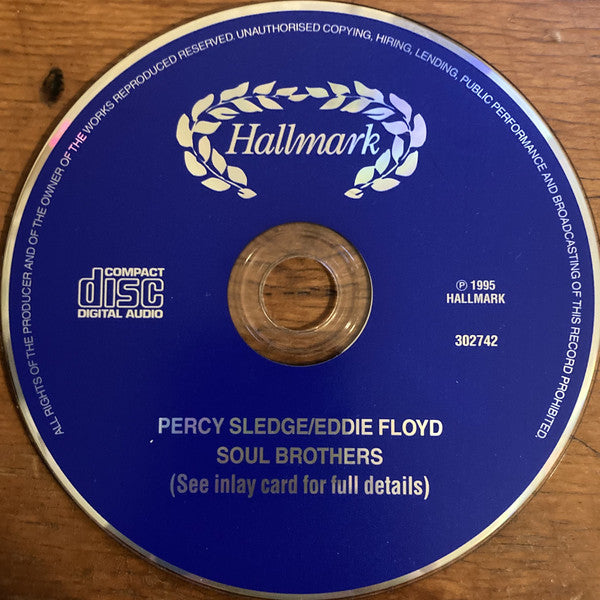 ALL RIGHTS OF THE PRODUCER AND OF THE OWNER OF THE WORKS REPRODUCED RESERVED. UNAUTHORISED COPYING, HIRING, LENDING, PUBLIC PERFORMANCE AND BROADCASTING OF THIS RECORD PROHIBITED.
Hallmark
COMPACT
disc
DIGITAL AUDIO
℗ 1995
HALLMARK
302742
PERCY SLEDGE/EDDIE FLOYD
SOUL BROTHERS
(See inlay card for full details)